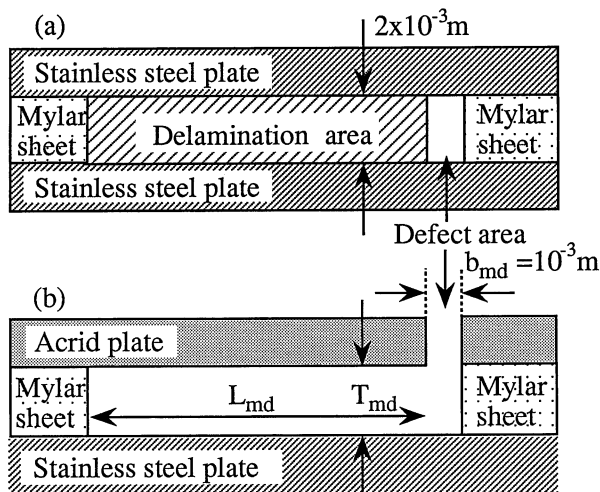 (a)
2x10⁻³m
Stainless steel plate
Mylar sheet
Delamination area
Mylar sheet
Stainless steel plate
Defect area
b_md =10⁻³m
(b)
Acrid plate
Mylar sheet
L_md
T_md
Mylar sheet
Stainless steel plate